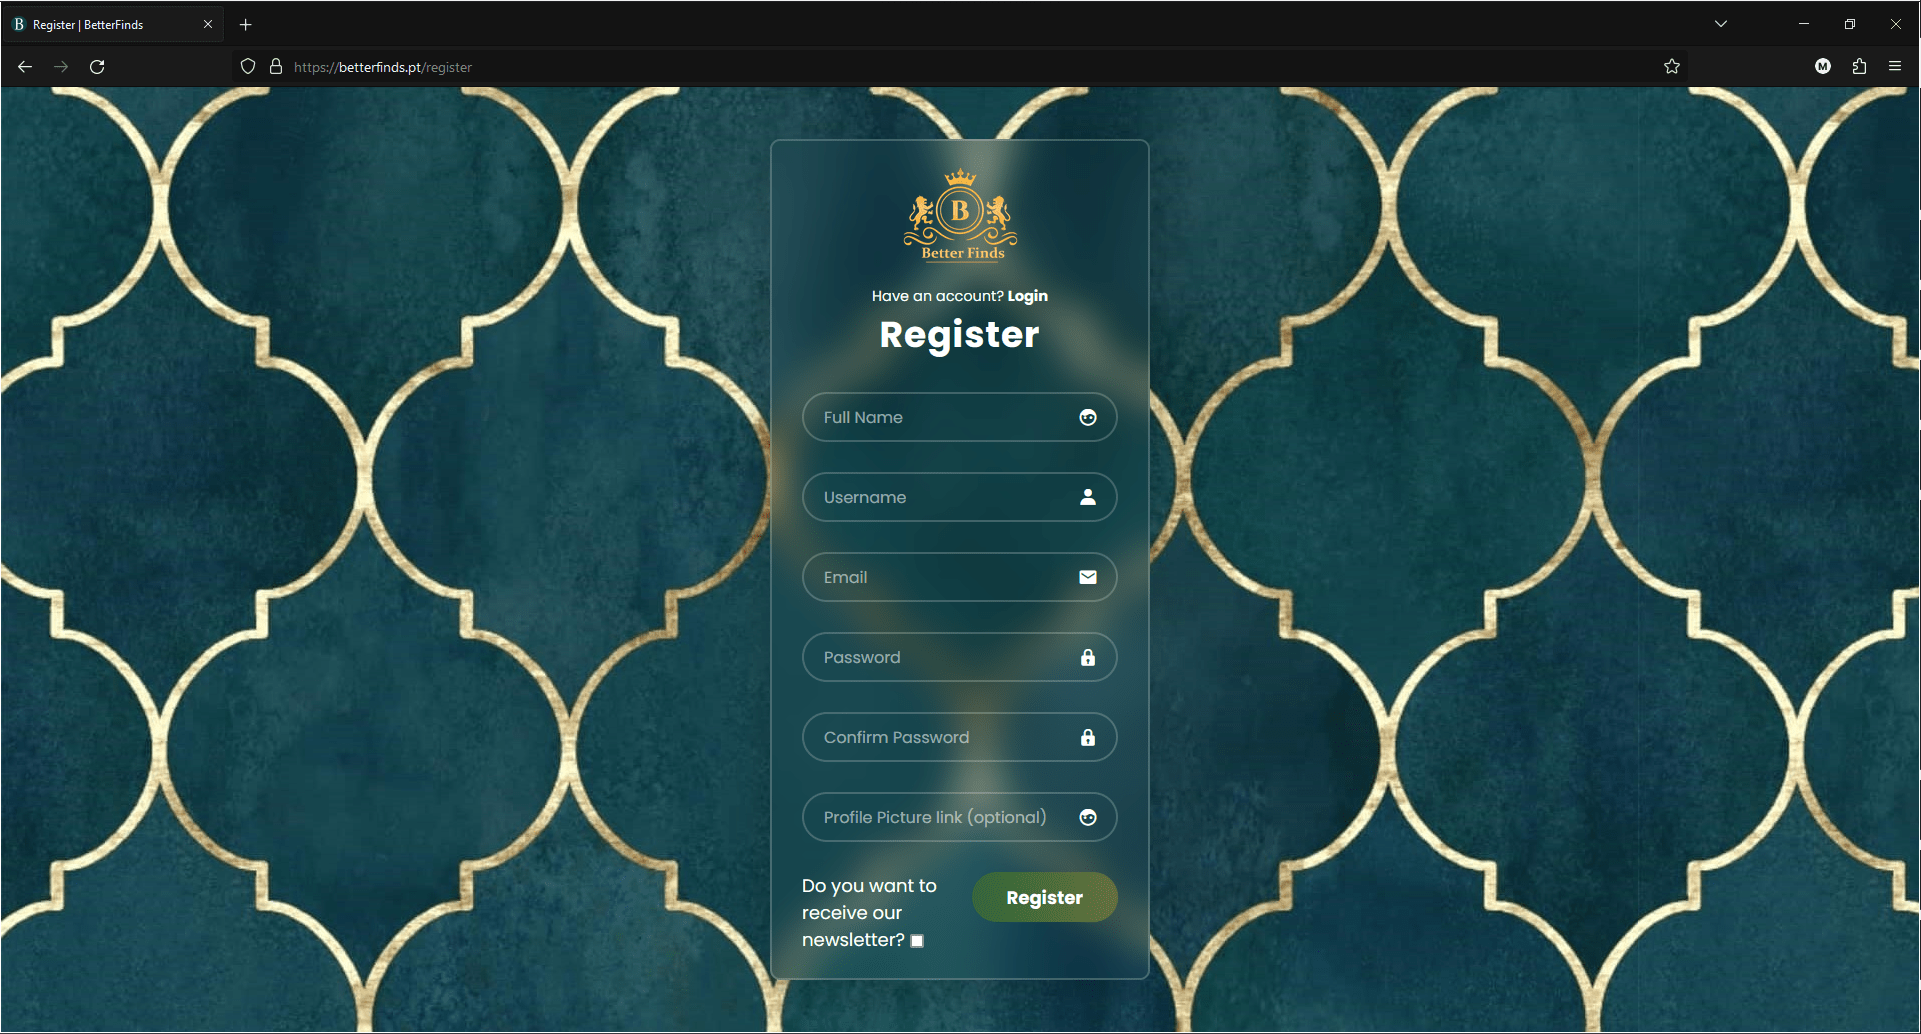 B Register | BetterFinds
https://betterfinds.pt/register
M
B
Better Finds
Have an account? Login
Register
Full Name
Username
Email
Password
Confirm Password
Profile Picture link (optional)
Do you want to
receive our
newsletter?
Register